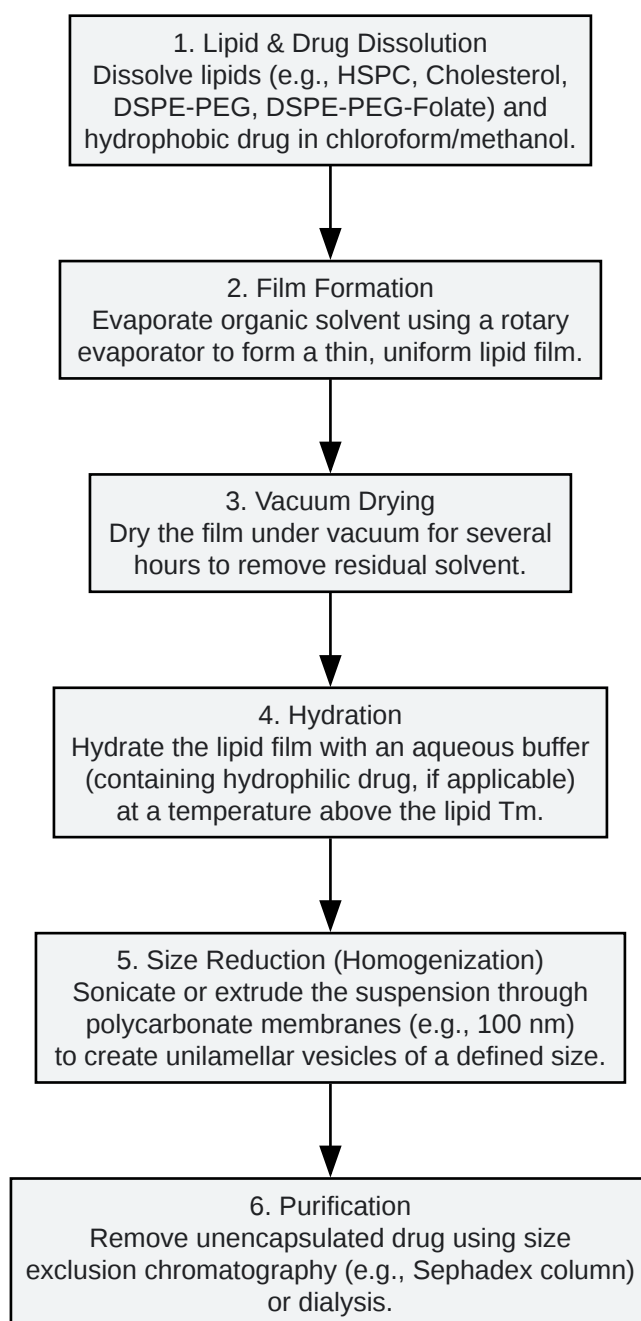 1. Lipid & Drug Dissolution
Dissolve lipids (e.g., HSPC, Cholesterol,
DSPE-PEG, DSPE-PEG-Folate) and
hydrophobic drug in chloroform/methanol.
2. Film Formation
Evaporate organic solvent using a rotary
evaporator to form a thin, uniform lipid film.
3. Vacuum Drying
Dry the film under vacuum for several
hours to remove residual solvent.
4. Hydration
Hydrate the lipid film with an aqueous buffer
(containing hydrophilic drug, if applicable)
at a temperature above the lipid Tm.
5. Size Reduction (Homogenization)
Sonicate or extrude the suspension through
polycarbonate membranes (e.g., 100 nm)
to create unilamellar vesicles of a defined size.
6. Purification
Remove unencapsulated drug using size
exclusion chromatography (e.g., Sephadex column)
or dialysis.